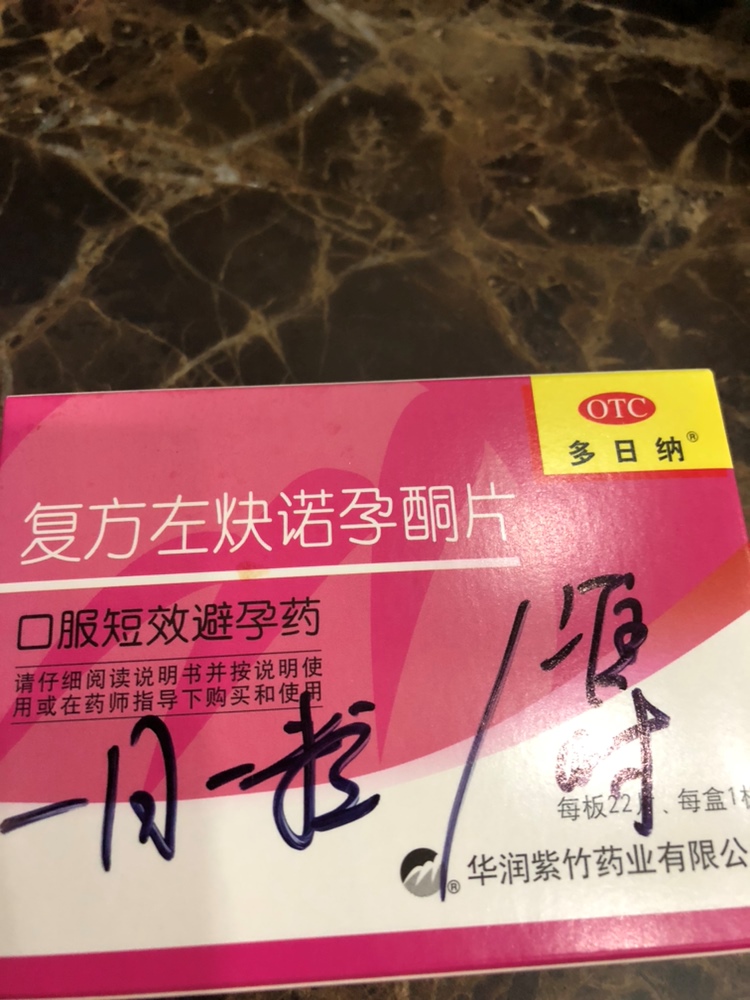 OTC
多日纳®
复方左炔诺孕酮片
口服短效避孕药
请仔细阅读说明书并按说明使
用或在药师指导下购买和使用
一日一粒 / 准时
每板22片、每盒1板
® 华润紫竹药业有限公